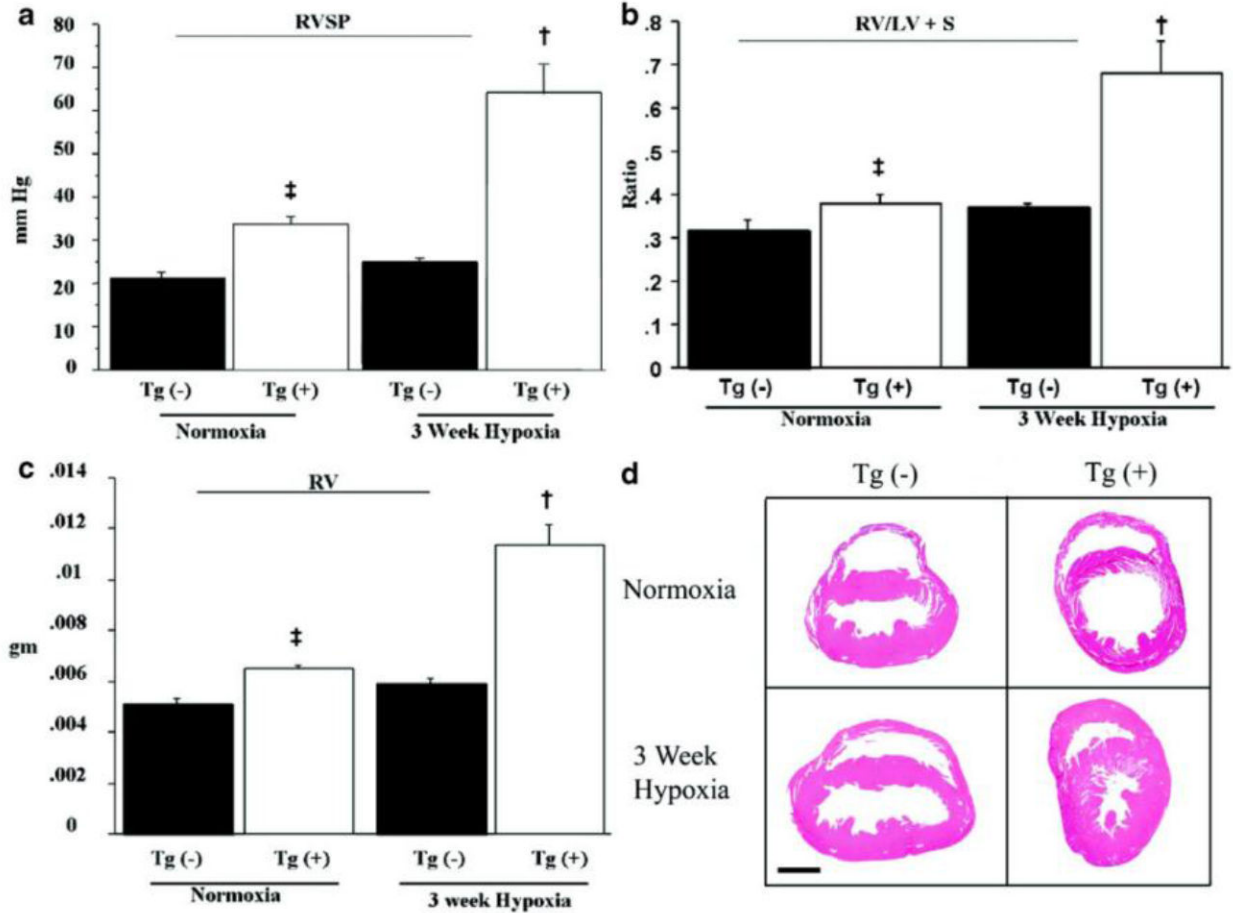 a
RVSP
80
70
60
50
40
30
20
10
0
mm Hg
‡
†
Tg (-) Tg (+) Tg (-) Tg (+)
Normoxia 3 Week Hypoxia
b
RV/LV + S
.8
.7
.6
.5
.4
.3
.2
.1
0
Ratio
‡
†
Tg (-) Tg (+) Tg (-) Tg (+)
Normoxia 3 Week Hypoxia
c
RV
.014
.012
.01
.008
.006
.004
.002
0
gm
‡
†
Tg (-) Tg (+) Tg (-) Tg (+)
Normoxia 3 week Hypoxia
d
Tg (-) Tg (+)
Normoxia
3 Week
Hypoxia